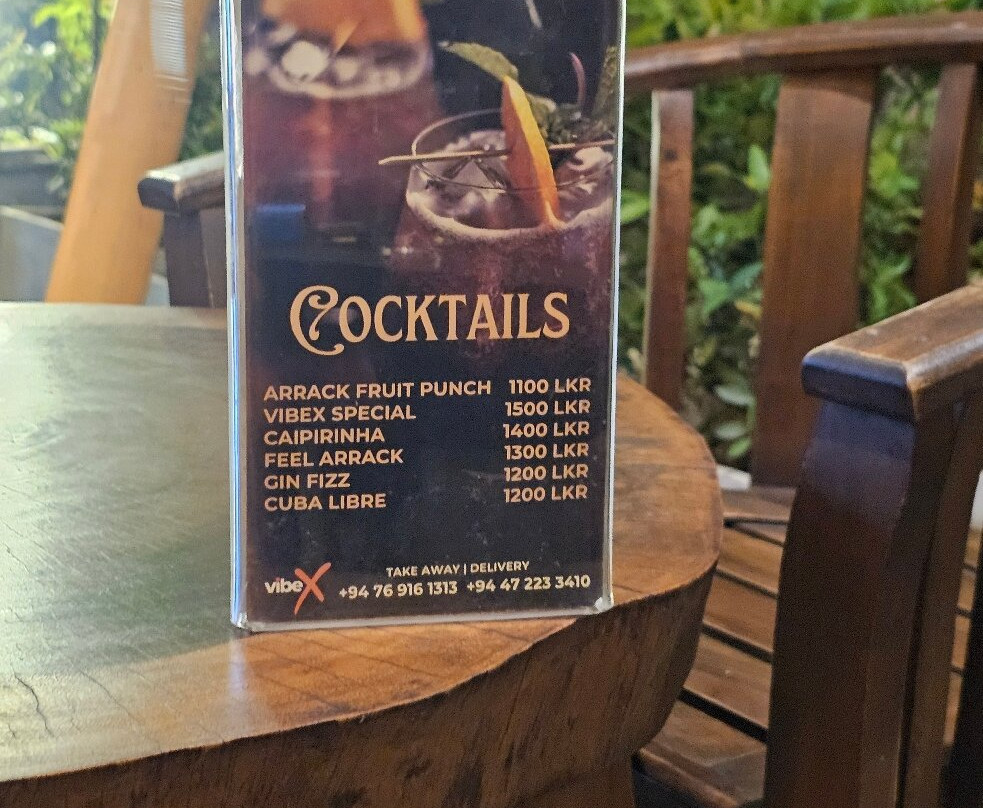 COCKTAILS
ARRACK FRUIT PUNCH 1100 LKR
VIBEX SPECIAL 1500 LKR
CAIPIRINHA 1400 LKR
FEEL ARRACK 1300 LKR
GIN FIZZ 1200 LKR
CUBA LIBRE 1200 LKR
TAKE AWAY | DELIVERY
vibeX +94 76 916 1313 +94 47 223 3410